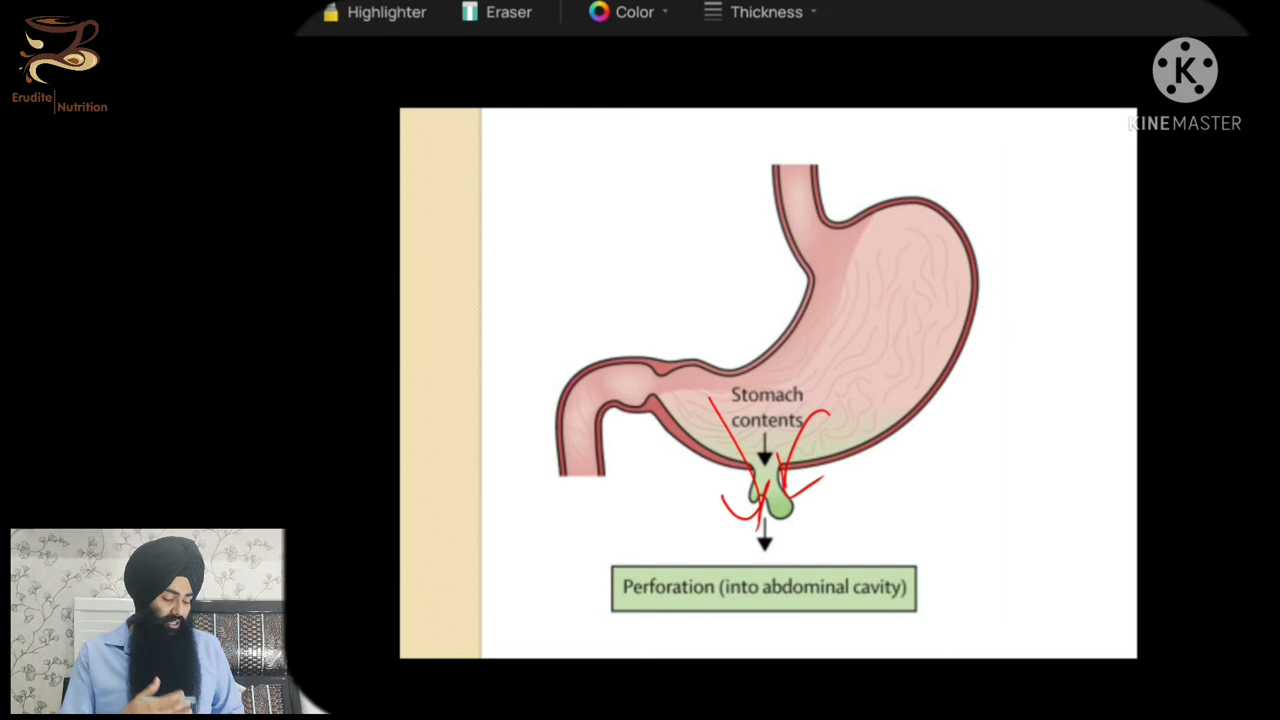 Highlighter Eraser Color Thickness
Erudite Nutrition
K
KINEMASTER
Stomach
contents
Perforation (into abdominal cavity)